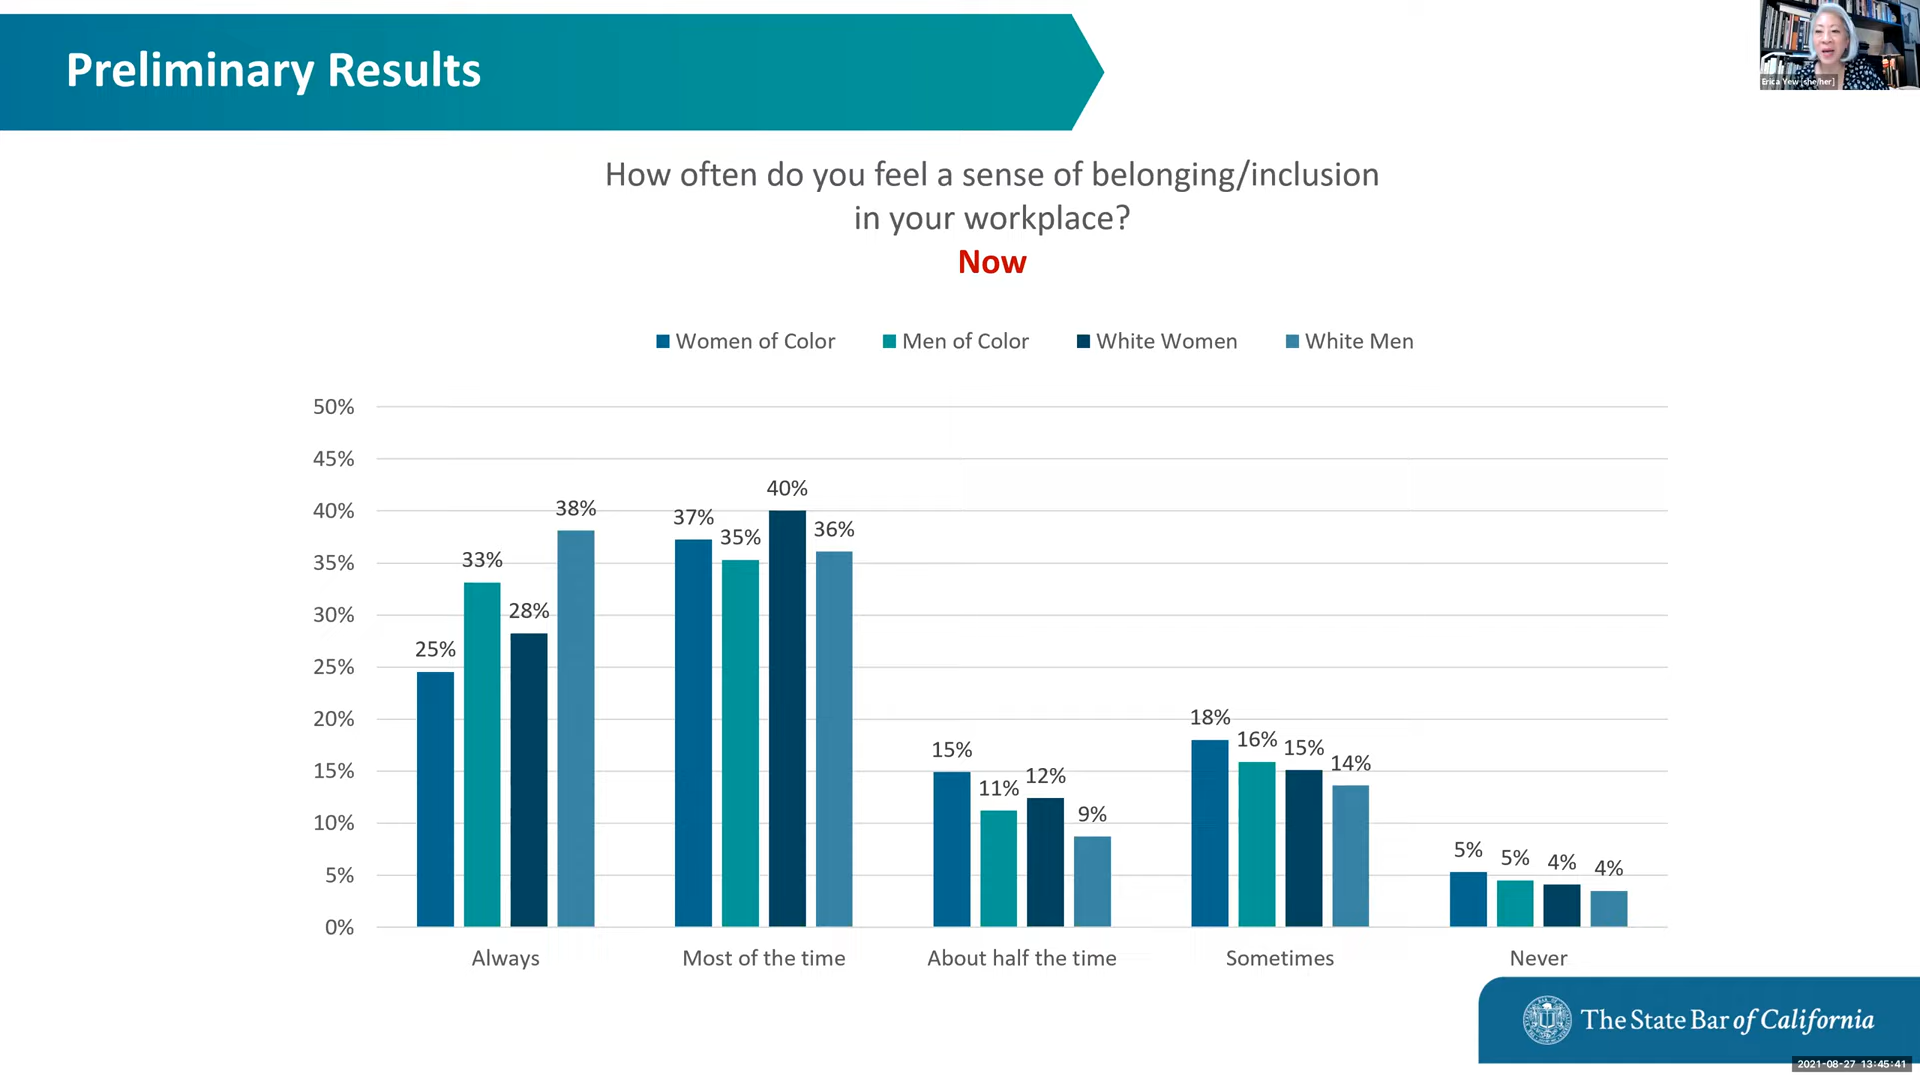 Preliminary Results
Erica Yew [she/her]
How often do you feel a sense of belonging/inclusion
in your workplace?
Now
Women of Color Men of Color White Women White Men
50%
45%
40%
35%
30%
25%
20%
15%
10%
5%
0%
25% 33% 28% 38%
37% 35% 40% 36%
15% 11% 12% 9%
18% 16% 15% 14%
5% 5% 4% 4%
Always Most of the time About half the time Sometimes Never
The State Bar of California
2021-08-27 13:45:41